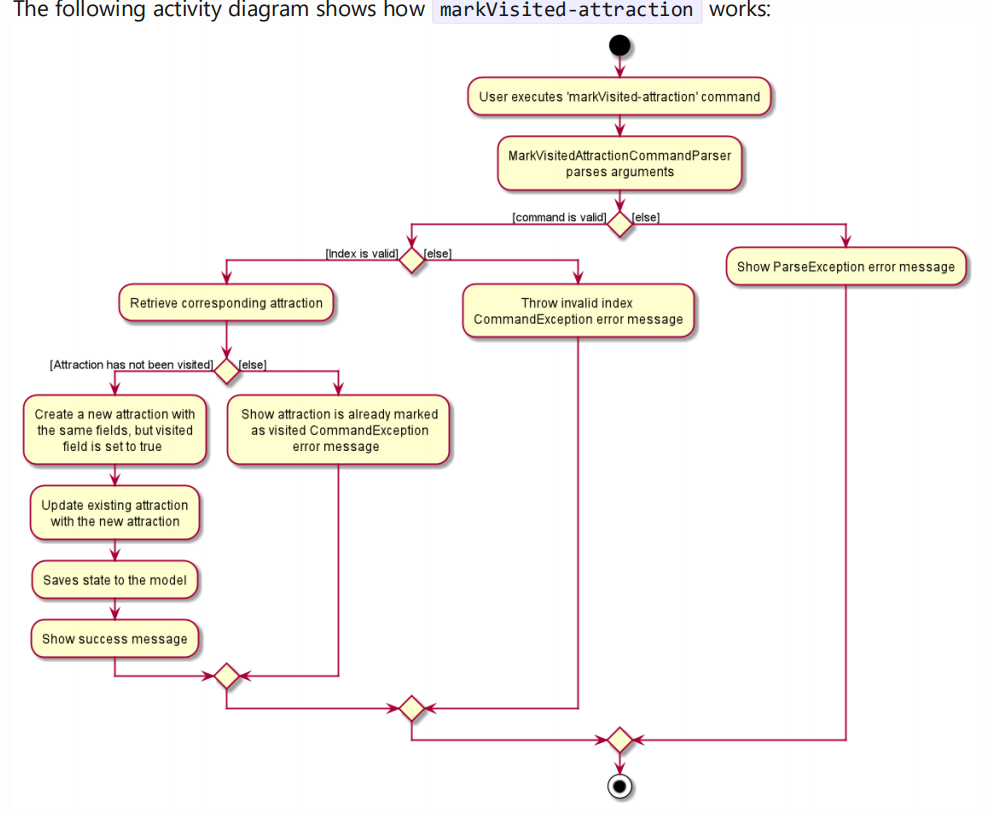 The following activity diagram shows how markVisited-attraction works:
User executes 'markVisited-attraction' command
MarkVisitedAttractionCommandParser
parses arguments
[command is valid]
[else]
[Index is valid]
[else]
Show ParseException error message
Retrieve corresponding attraction
Throw invalid index
CommandException error message
[Attraction has not been visited]
[else]
Create a new attraction with
the same fields, but visited
field is set to true
Show attraction is already marked
as visited CommandException
error message
Update existing attraction
with the new attraction
Saves state to the model
Show success message